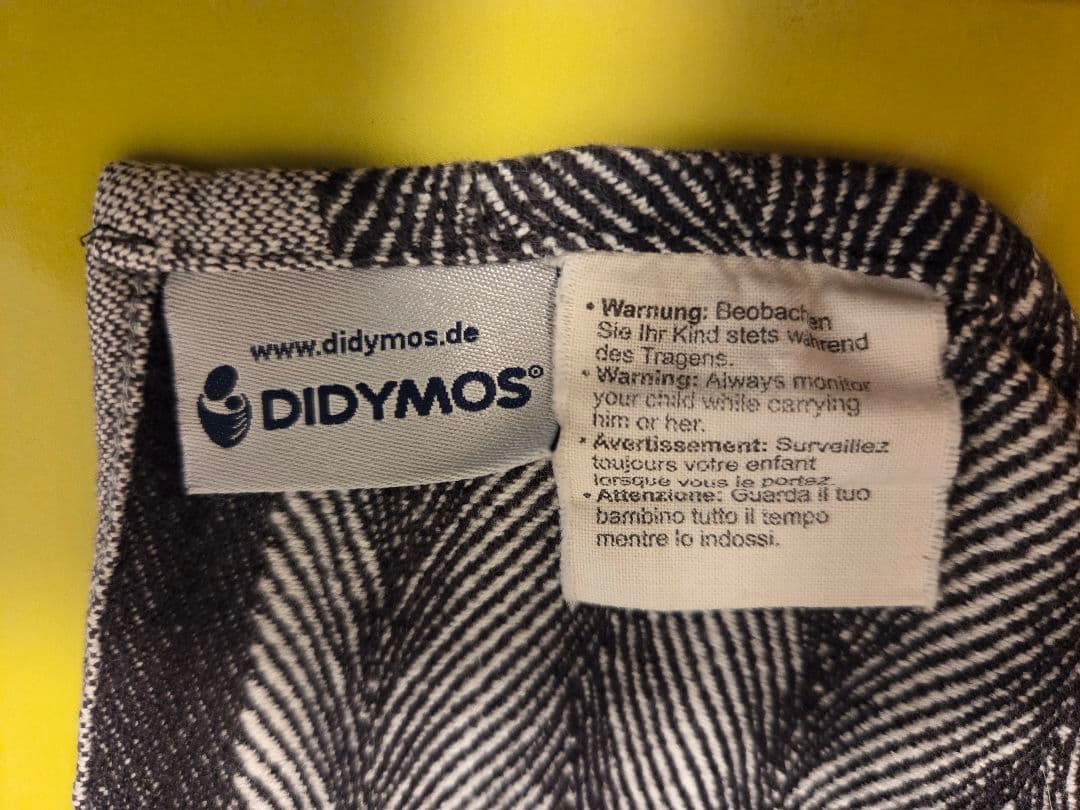 www.didymos.de
DIDYMOS®
• Warnung: Beobachten
Sie Ihr Kind stets während
des Tragens.
• Warning: Always monitor
your child while carrying
him or her.
• Avertissement: Surveillez
toujours votre enfant
lorsque vous le portez.
• Attenzione: Guarda il tuo
bambino tutto il tempo
mentre lo indossi.